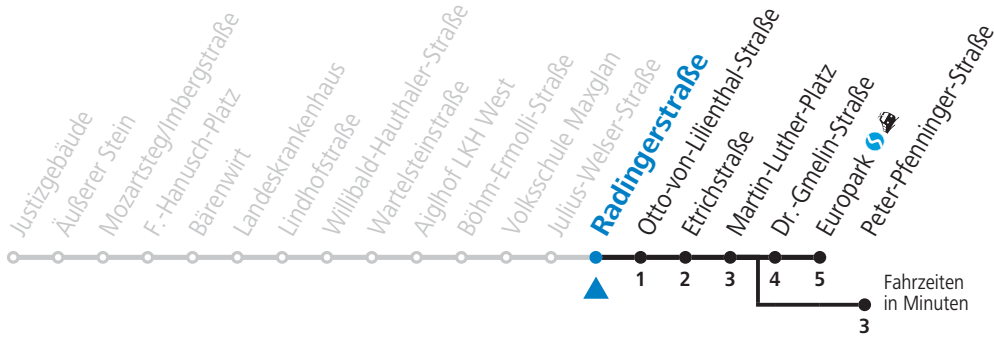 Justizgebäude
Äußerer Stein
Mozartsteg/Imbergstraße
F.-Hanusch-Platz
Bärenwirt
Landeskrankenhaus
Lindhofstraße
Willibald-Hauthaler-Straße
Wartelsteinstraße
Aiglhof LKH West
Böhm-Ermolli-Straße
Volksschule Maxglan
Julius-Welser-Straße
Radingerstraße
Otto-von-Lilienthal-Straße
Etrichstraße
Martin-Luther-Platz
Dr.-Gmelin-Straße
Europark
Peter-Pfenninger-Straße
1 2 3 4 5
Fahrzeiten
in Minuten
3